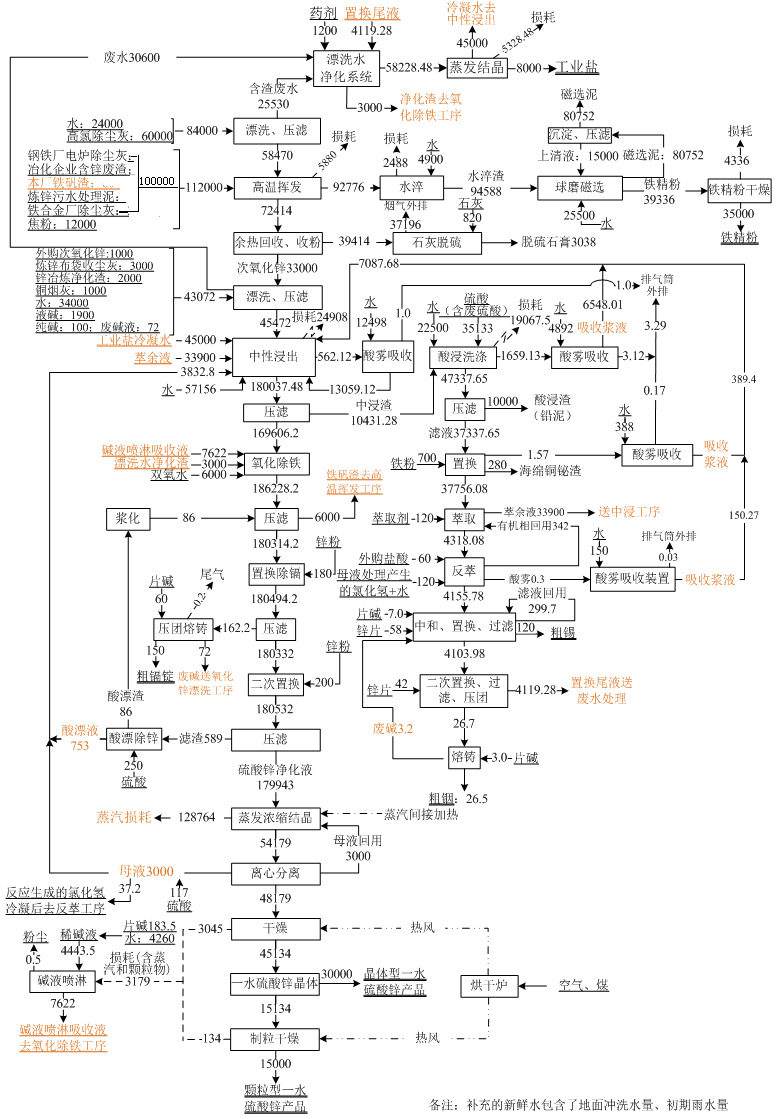 药剂
1200
置换尾液
4119.28
冷凝水去
中性浸出
45000
5328.48
损耗
废水30600
漂洗水
净化系统
58228.48
蒸发结晶
8000
工业盐
含渣废水
25530
3000
净化渣去氧
化除铁工序
磁选泥
80752
水：24000
高氯除尘灰：60000
84000
漂洗、压滤
沉淀、压滤
58470
5880
损耗
损耗
2488
水
4900
上清液：15000
磁选泥：80752
损耗
4336
钢铁厂电炉除尘灰：
冶化企业含锌废渣：
本厂铁矾渣：
炼锌污水处理泥：
铁合金厂除尘灰：
焦粉：12000
100000
112000
高温挥发
92776
水淬
水淬渣
94588
球磨磁选
铁精粉
39336
铁精粉干燥
72414
烟气外排
37196
石灰
820
25500
水
35000
铁精粉
余热回收、收粉
39414
石灰脱硫
脱硫石膏3038
次氧化锌33000
7087.68
外购次氧化锌:1000
炼锌布袋收尘灰：3000
锌冶炼净化渣：2000
铜烟灰：1000
水：34000
液碱：1900
纯碱：100；废碱液：72
43072
漂洗、压滤
45472
损耗24908
水
12498
1.0
水
22500
硫酸
（含废硫酸）
35133
损耗
19067.5
水
4892
6548.01
吸收浆液
1.0
排气筒
外排
3.29
工业盐冷凝水
45000
萃余液
33900
3832.8
水
57156
中性浸出
562.12
酸雾吸收
13059.12
酸浸洗涤
1659.13
酸雾吸收
3.12
180037.48
47337.65
0.17
389.4
压滤
中浸渣
10431.28
压滤
10000
酸浸渣
（铅泥）
水
388
169606.2
滤液37337.65
碱液喷淋吸收液
7622
漂洗水净化渣
3000
双氧水
6000
氧化除铁
铁粉
700
置换
1.57
280
海绵铜铋渣
酸雾吸收
吸收
浆液
186228.2
铁矾渣去高
温挥发工序
37756.08
150.27
浆化
86
压滤
6000
萃取剂
120
萃取
萃余液33900
送中浸工序
有机相回用342
180314.2
锌粉
4318.08
水
150
排气筒外排
0.03
置换除镉
180
外购盐酸
60
母液处理产生
的氯化氢+水
120
反萃
酸雾0.3
酸雾吸收装置
吸收浆液
片碱
60
尾气
0.2
180494.2
4155.78
滤液回用
299.7
压团熔铸
162.2
压滤
片碱
7.0
锌片
58
中和、置换、过滤
120
粗锡
150
粗镉锭
72
废碱送氧化
锌漂洗工序
180332
锌粉
4103.98
二次置换
200
锌片
42
二次置换、过
滤、压团
4119.28
置换尾液送
废水处理
酸漂渣
86
180532
酸漂液
753
酸漂除锌
滤渣589
压滤
废碱3.2
26.7
250
硫酸
硫酸锌净化液
179943
熔铸
3.0
片碱
粗铟：26.5
蒸汽损耗
128764
蒸发浓缩结晶
蒸汽间接加热
54179
母液回用
3000
母液3000
离心分离
37.2
反应生成的氯化氢
冷凝后去反萃工序
117
硫酸
48179
片碱183.5
水：4260
3045
干燥
热风
粉尘
0.5
稀碱液
4443.5
损耗(含蒸
汽和颗粒物)
3179
45134
碱液喷淋
一水硫酸锌晶体
30000
晶体型一水
硫酸锌产品
烘干炉
空气、煤
7622
15134
碱液喷淋吸收液
去氧化除铁工序
134
制粒干燥
热风
15000
颗粒型一水
硫酸锌产品
备注：补充的新鲜水包含了地面冲洗水量、初期雨水量